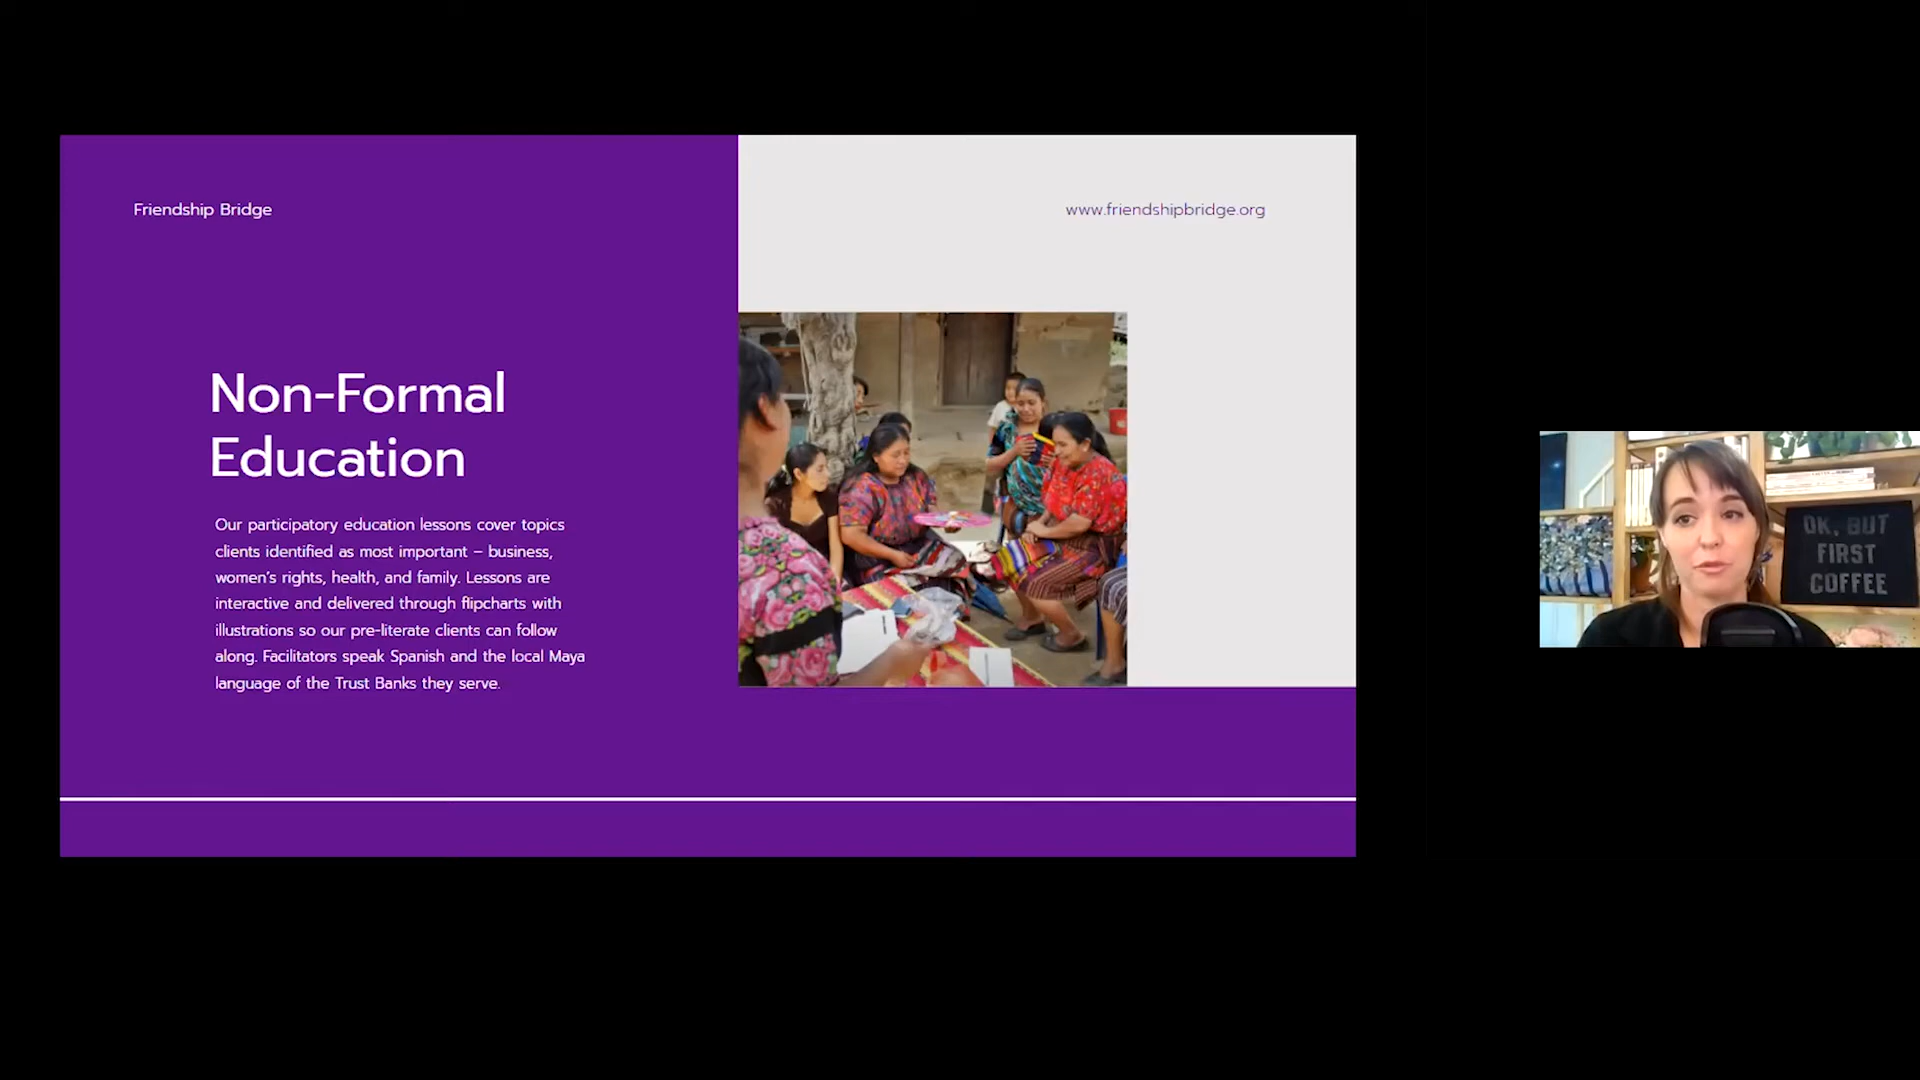 Friendship Bridge
www.friendshipbridge.org
Non-Formal
Education
Our participatory education lessons cover topics
clients identified as most important – business,
women's rights, health, and family. Lessons are
interactive and delivered through flipcharts with
illustrations so our pre-literate clients can follow
along. Facilitators speak Spanish and the local Maya
language of the Trust Banks they serve.
OK, BUT
FIRST
COFFEE